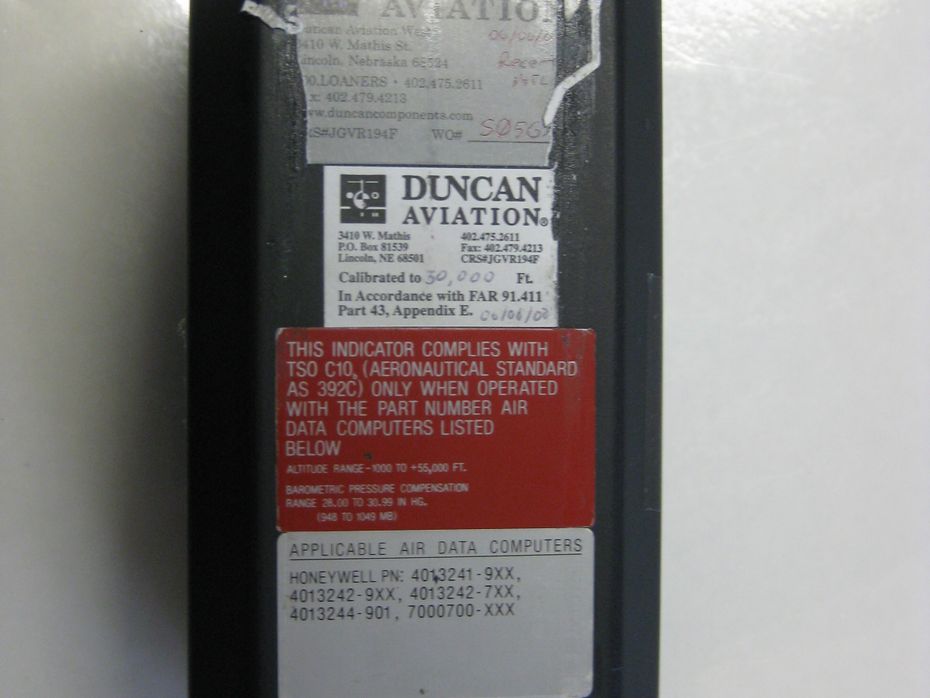 AVIATIO
Duncan Aviation
3410 W. Mathis St.
Lincoln, Nebraska 68524
LOANERS • 402.475.2611
402.479.4213
www.duncancomponents.com
CRS#JGVR194F WO#
DUNCAN
AVIATION®
3410 W. Mathis 402.475.2611
P.O. Box 81539 Fax: 402.479.4213
Lincoln, NE 68501 CRS#JGVR194F
Calibrated to 30,000 Ft.
In Accordance with FAR 91.411
Part 43, Appendix E.
THIS INDICATOR COMPLIES WITH
TSO C10, (AERONAUTICAL STANDARD
AS 392C) ONLY WHEN OPERATED
WITH THE PART NUMBER AIR
DATA COMPUTERS LISTED
BELOW
ALTITUDE RANGE-1000 TO +55,000 FT.
BAROMETRIC PRESSURE COMPENSATION
RANGE 28.00 TO 30.99 IN HG.
(948 TO 1049 MB)
APPLICABLE AIR DATA COMPUTERS
HONEYWELL PN: 4013241-9XX,
4013242-9XX, 4013242-7XX,
4013244-901, 7000700-XXX